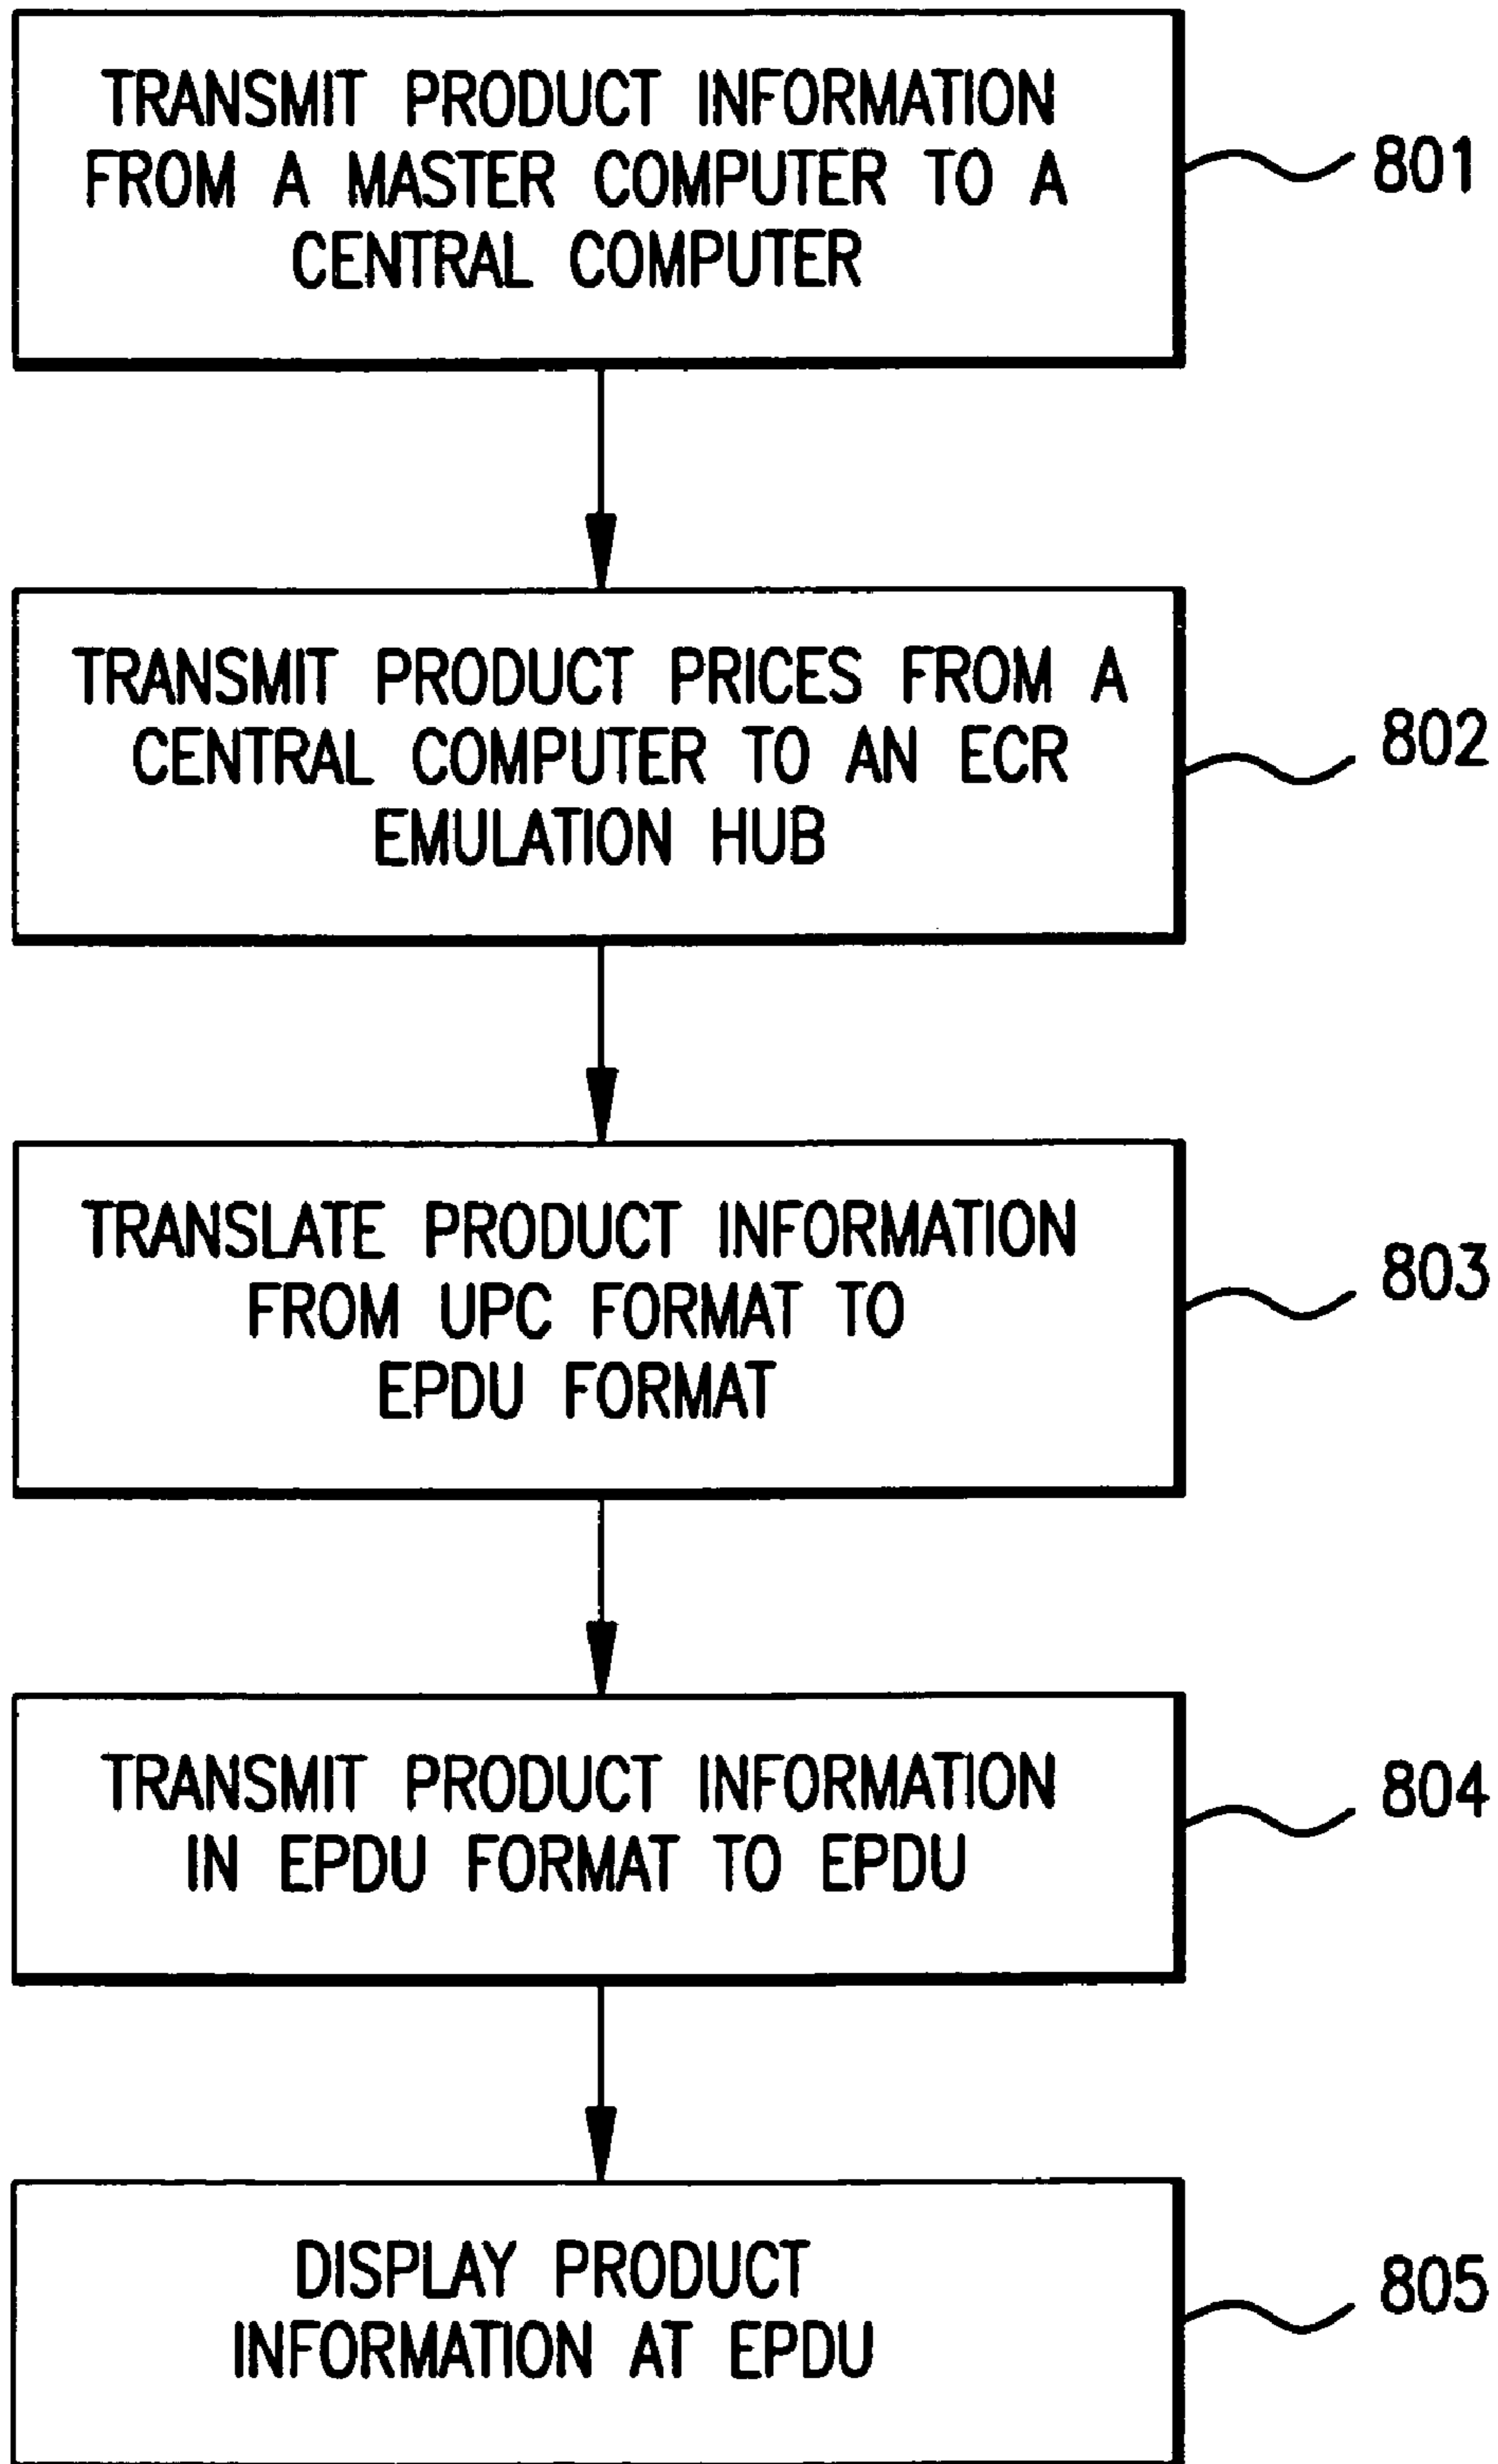 TRANSMIT PRODUCT INFORMATION
FROM A MASTER COMPUTER TO A
CENTRAL COMPUTER
801
TRANSMIT PRODUCT PRICES FROM A
CENTRAL COMPUTER TO AN ECR
EMULATION HUB
802
TRANSLATE PRODUCT INFORMATION
FROM UPC FORMAT TO
EPDU FORMAT
803
TRANSMIT PRODUCT INFORMATION
IN EPDU FORMAT TO EPDU
804
DISPLAY PRODUCT
INFORMATION AT EPDU
805